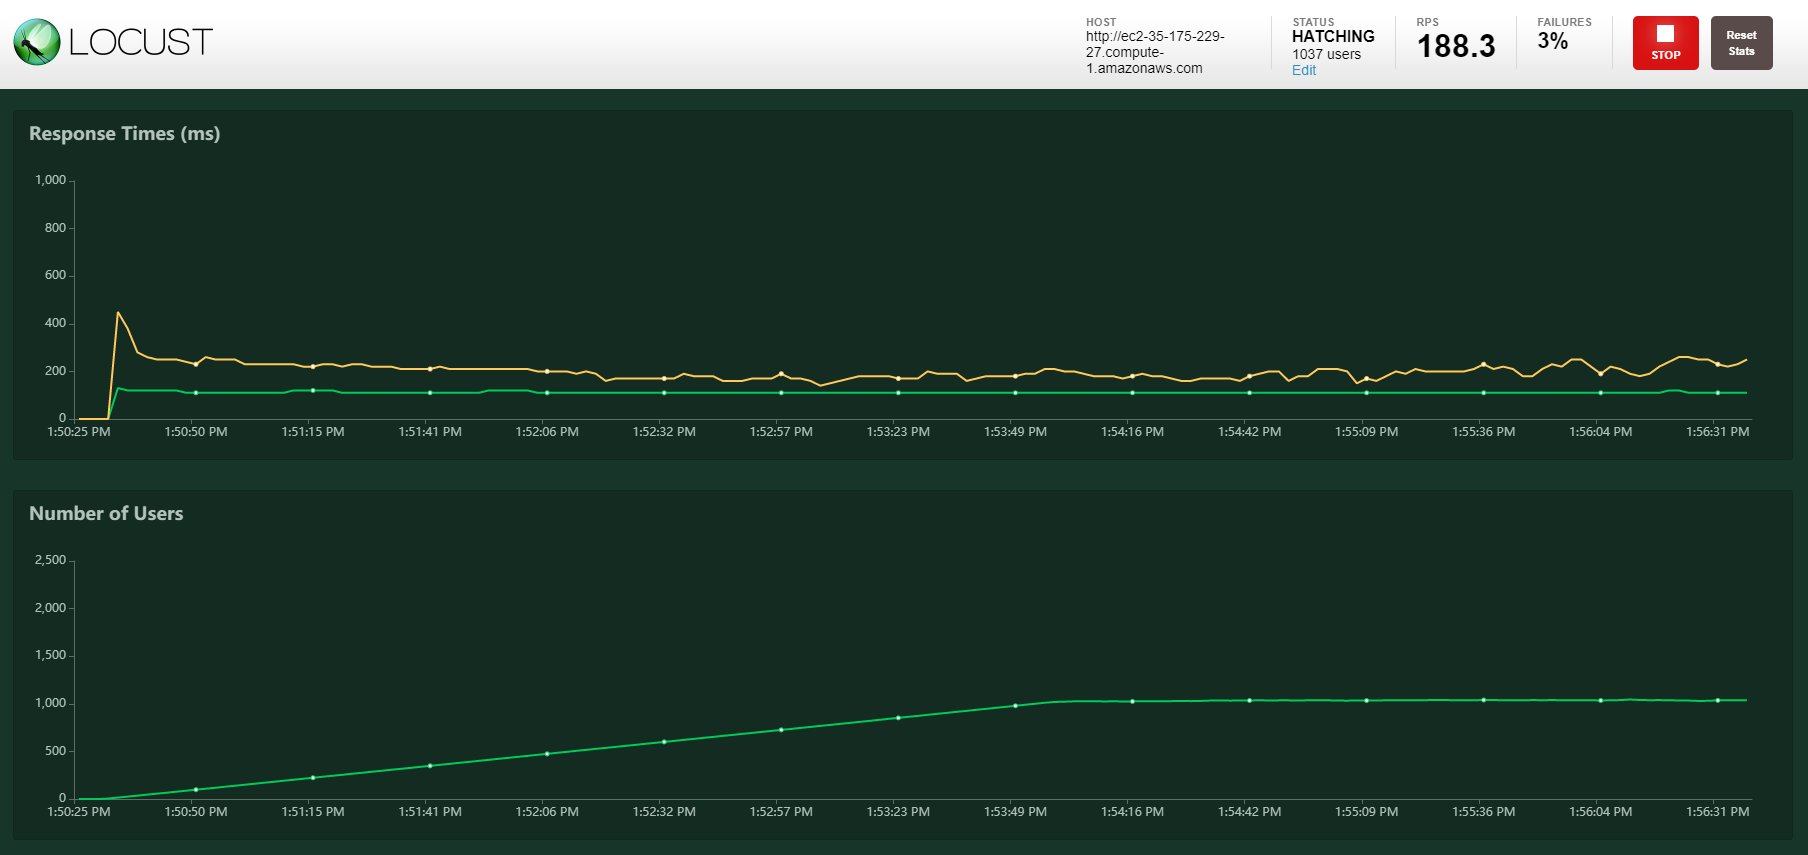 LOCUST
HOST
http://ec2-35-175-229-
27.compute-
1.amazonaws.com
STATUS
HATCHING
1037 users
Edit
RPS
188.3
FAILURES
3%
STOP
Reset
Stats
Response Times (ms)
1,000
800
600
400
200
0
1:50:25 PM 1:50:50 PM 1:51:15 PM 1:51:41 PM 1:52:06 PM 1:52:32 PM 1:52:57 PM 1:53:23 PM 1:53:49 PM 1:54:16 PM 1:54:42 PM 1:55:09 PM 1:55:36 PM 1:56:04 PM 1:56:31 PM
Number of Users
2,500
2,000
1,500
1,000
500
0
1:50:25 PM 1:50:50 PM 1:51:15 PM 1:51:41 PM 1:52:06 PM 1:52:32 PM 1:52:57 PM 1:53:23 PM 1:53:49 PM 1:54:16 PM 1:54:42 PM 1:55:09 PM 1:55:36 PM 1:56:04 PM 1:56:31 PM